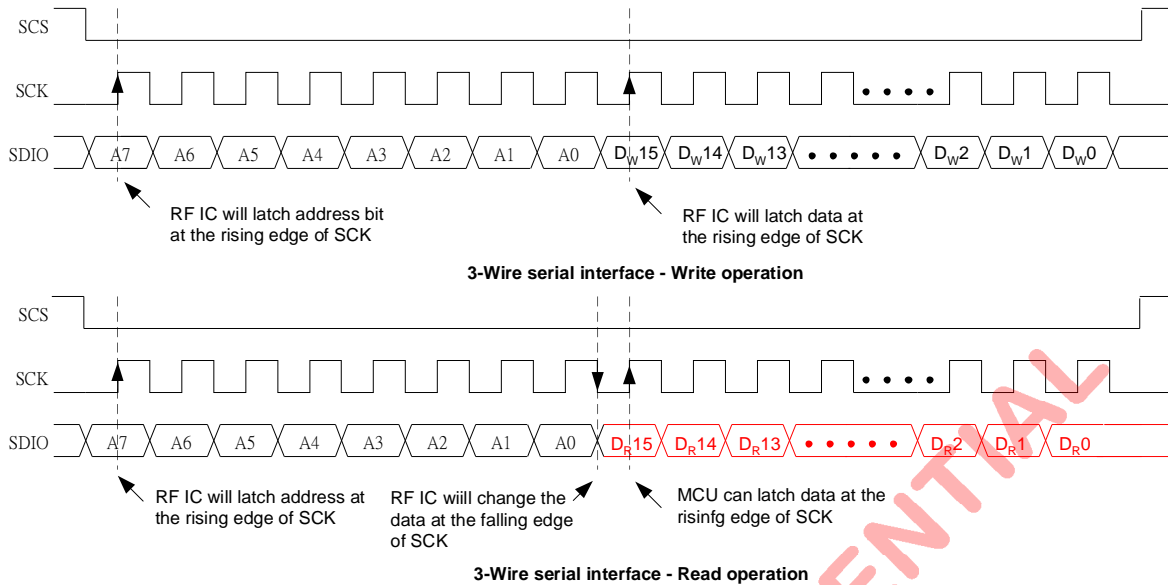 SCS
SCK
SDIO A7 A6 A5 A4 A3 A2 A1 A0 DW15 DW14 DW13 DW2 DW1 DW0
RF IC will latch address bit
at the rising edge of SCK
RF IC will latch data at
the rising edge of SCK
3-Wire serial interface - Write operation
SCS
SCK
SDIO A7 A6 A5 A4 A3 A2 A1 A0 DR15 DR14 DR13 DR2 DR1 DR0
RF IC will latch address at
the rising edge of SCK
RF IC wiill change the
data at the falling edge
of SCK
MCU can latch data at the
risinfg edge of SCK
3-Wire serial interface - Read operation
ENTIAL